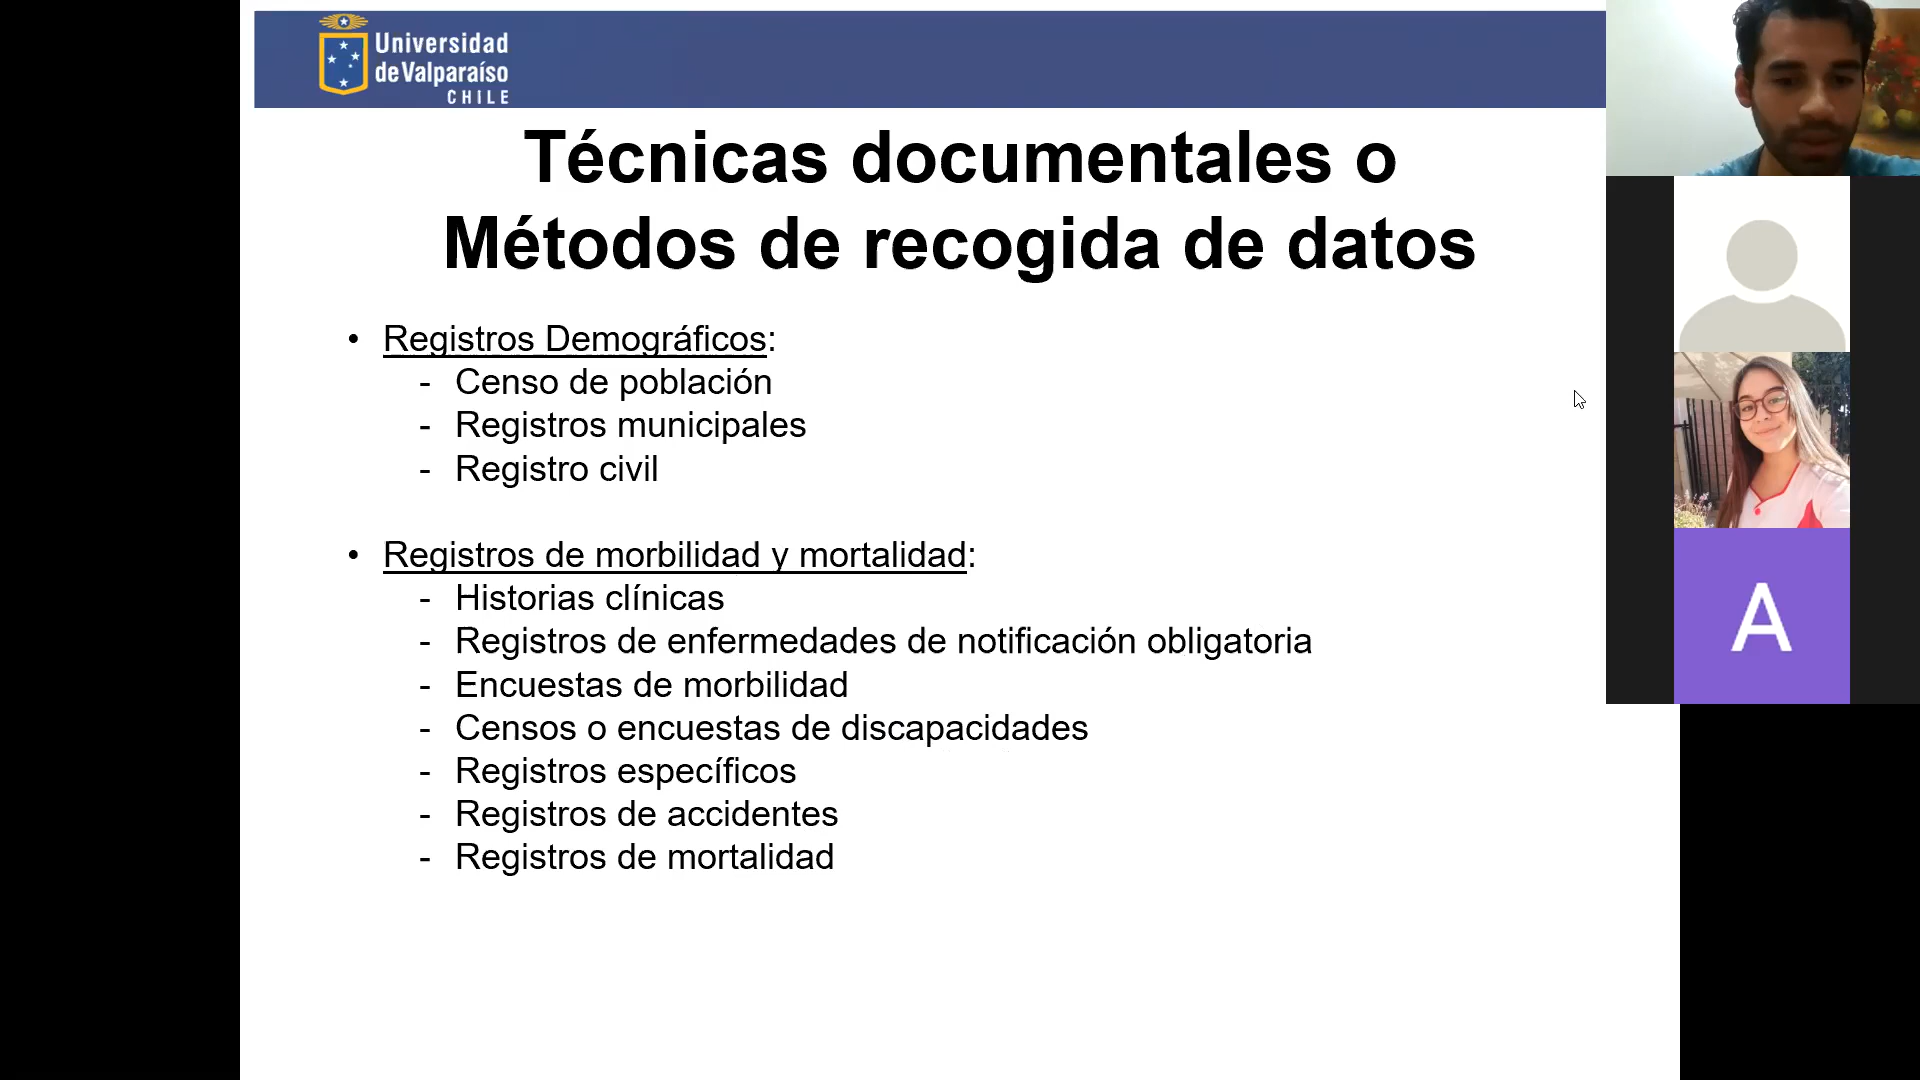 Universidad
de Valparaíso
CHILE
Técnicas documentales o
Métodos de recogida de datos
• Registros Demográficos:
- Censo de población
- Registros municipales
- Registro civil
• Registros de morbilidad y mortalidad:
- Historias clínicas
- Registros de enfermedades de notificación obligatoria
- Encuestas de morbilidad
- Censos o encuestas de discapacidades
- Registros específicos
- Registros de accidentes
- Registros de mortalidad
A